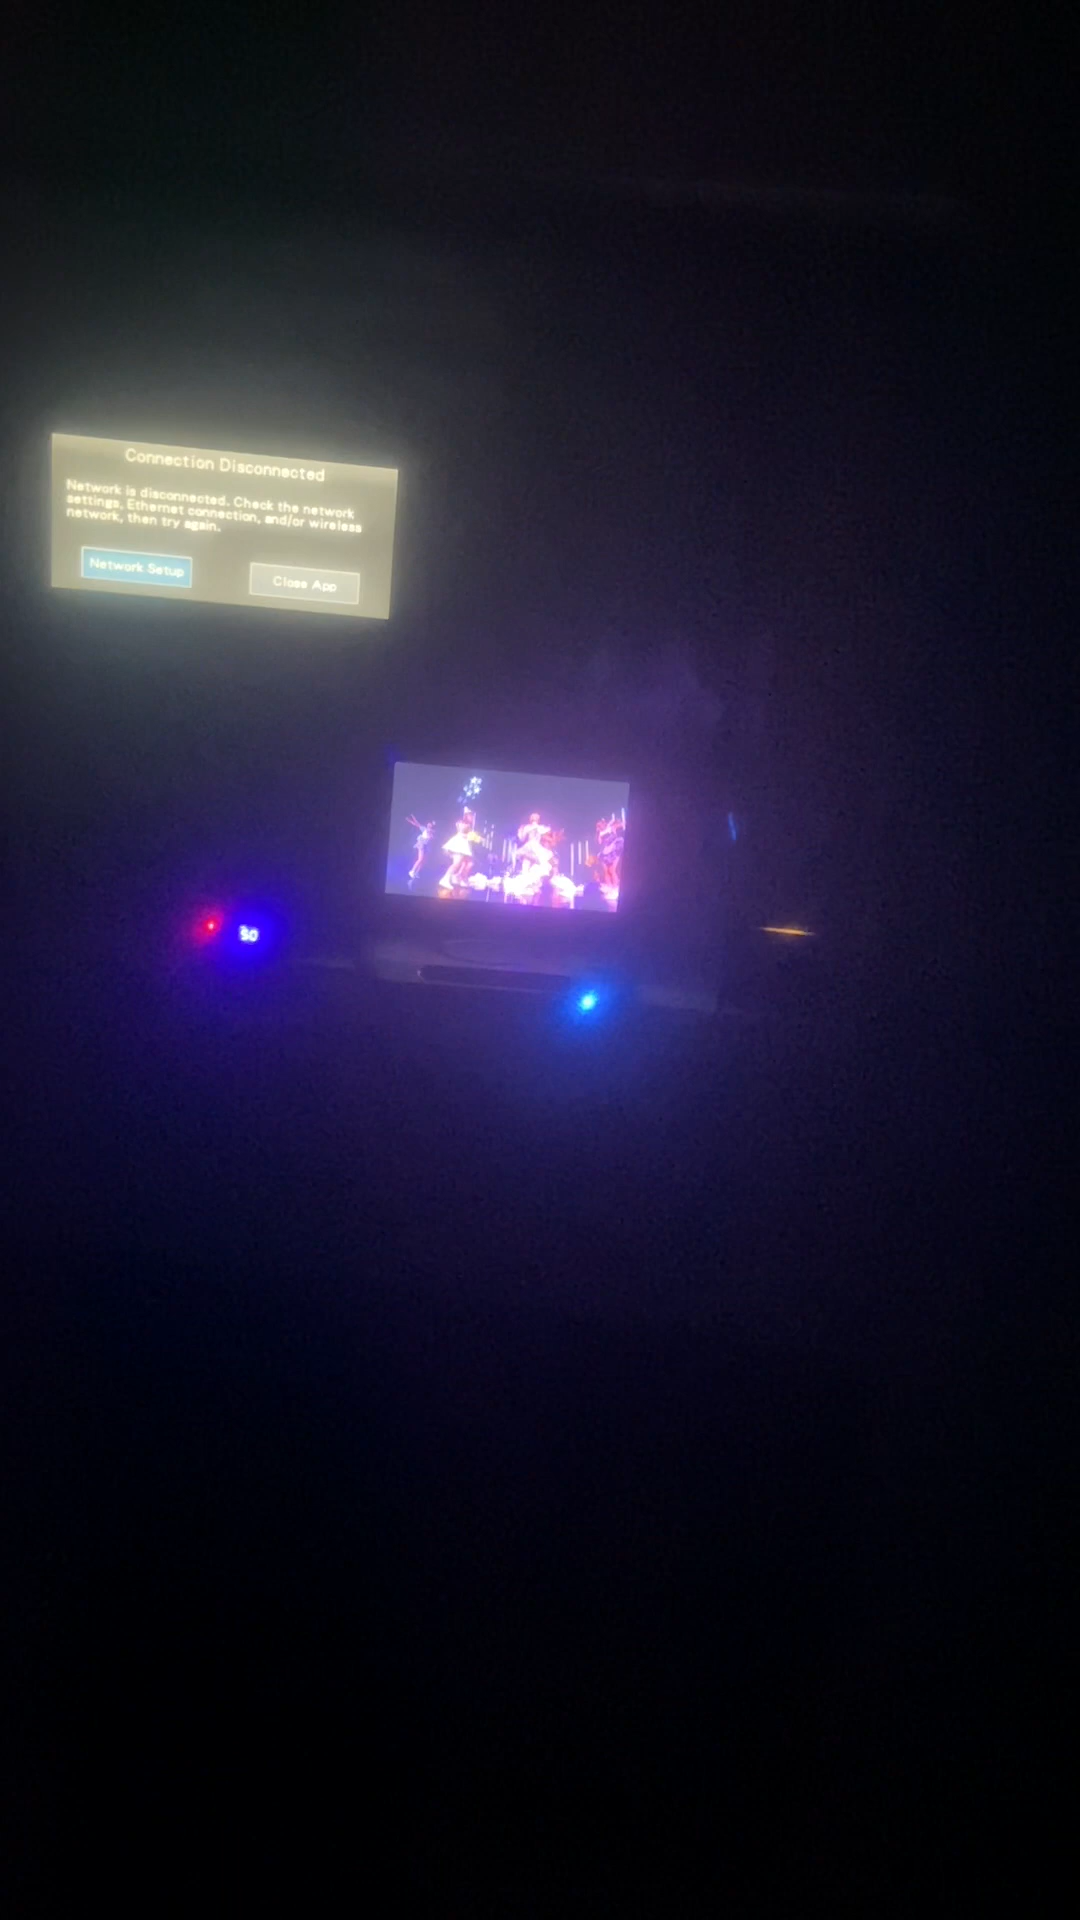 Connection Disconnected
Network is disconnected. Check the network
settings, Ethernet connection, and/or wireless
network, then try again.
Network Setup
Close App
50